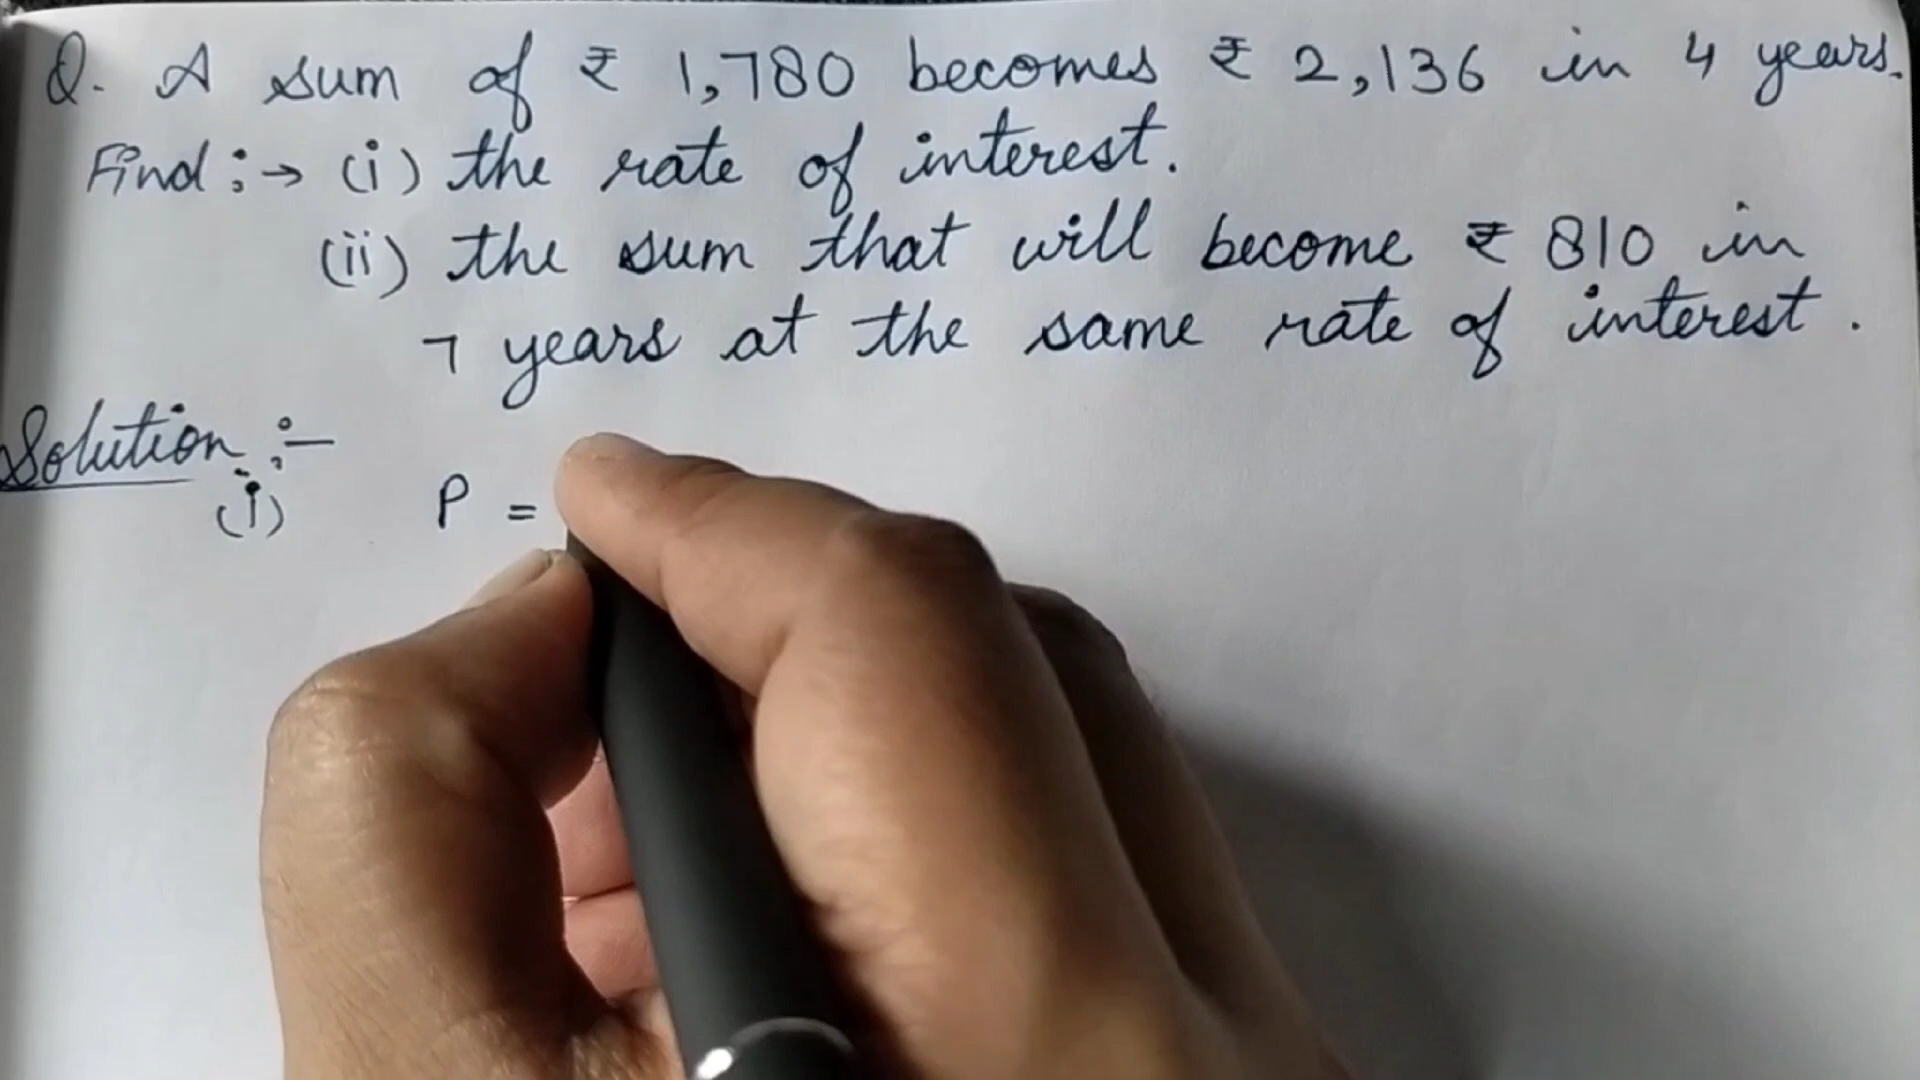 Q. A sum of ₹ 1,780 becomes ₹ 2,136 in 4 years.
Find :→ (i) the rate of interest.
(ii) the sum that will become ₹ 810 in
7 years at the same rate of interest.
Solution :-
(i) P =